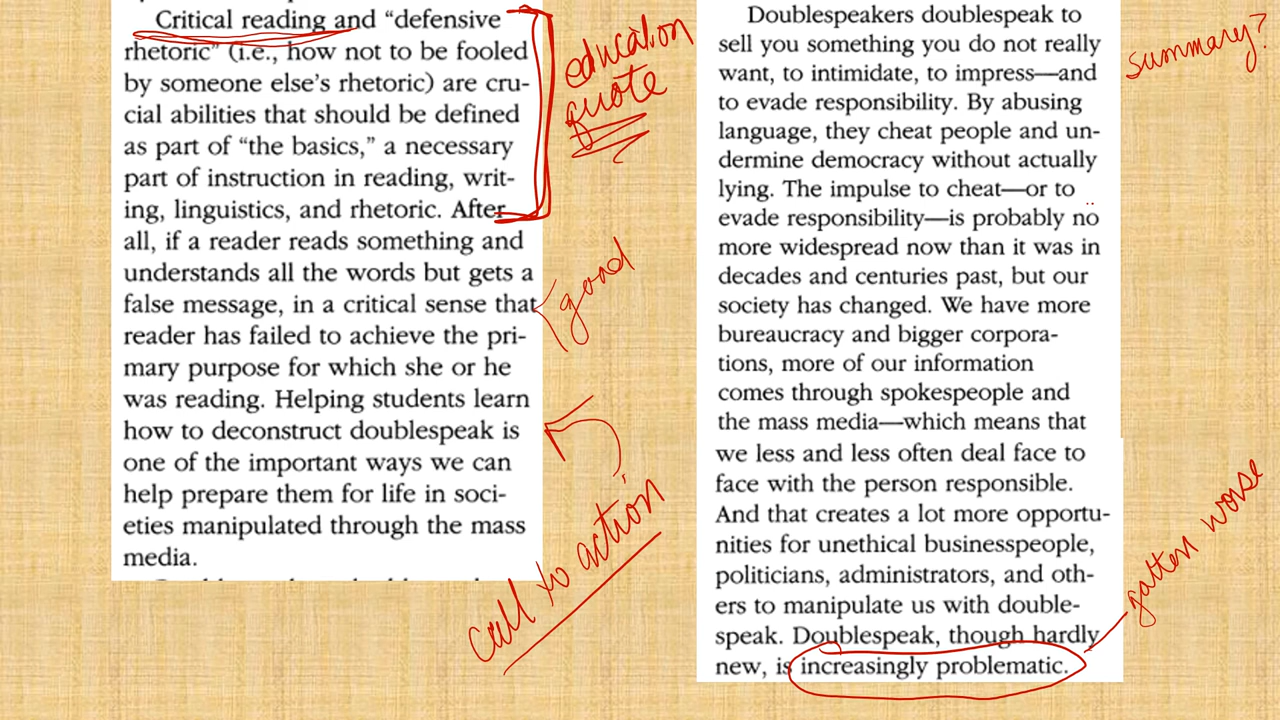 Critical reading and “defensive
rhetoric” (i.e., how not to be fooled
by someone else’s rhetoric) are cru-
cial abilities that should be defined
as part of “the basics,” a necessary
part of instruction in reading, writ-
ing, linguistics, and rhetoric. After
all, if a reader reads something and
understands all the words but gets a
false message, in a critical sense that
reader has failed to achieve the pri-
mary purpose for which she or he
was reading. Helping students learn
how to deconstruct doublespeak is
one of the important ways we can
help prepare them for life in soci-
eties manipulated through the mass
media.
education
quote
good
call to action
Doublespeakers doublespeak to
sell you something you do not really
want, to intimidate, to impress—and
to evade responsibility. By abusing
language, they cheat people and un-
dermine democracy without actually
lying. The impulse to cheat—or to
evade responsibility—is probably no
more widespread now than it was in
decades and centuries past, but our
society has changed. We have more
bureaucracy and bigger corpora-
tions, more of our information
comes through spokespeople and
the mass media—which means that
we less and less often deal face to
face with the person responsible.
And that creates a lot more opportu-
nities for unethical businesspeople,
politicians, administrators, and oth-
ers to manipulate us with double-
speak. Doublespeak, though hardly
new, is increasingly problematic.
summary?
gotten worse